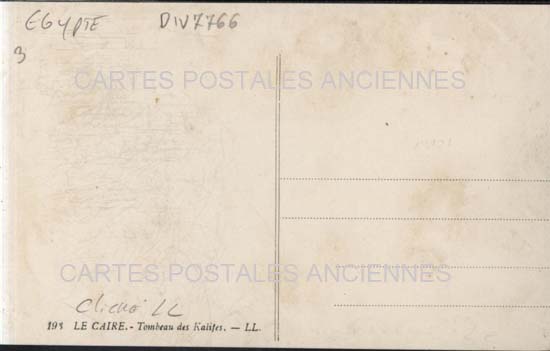 EGYPTE DIV7766
3
CARTES POSTALES ANCIENNES
CARTES POSTALES ANCIENNES
Cliché LL
193 LE CAIRE. - Tombeau des Kalifes. — LL.